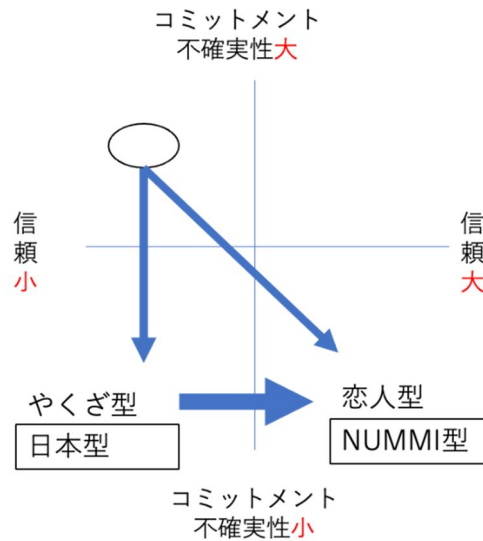 コミットメント
不確実性大
信頼小
信頼大
やくざ型
日本型
恋人型
NUMMI型
コミットメント
不確実性小